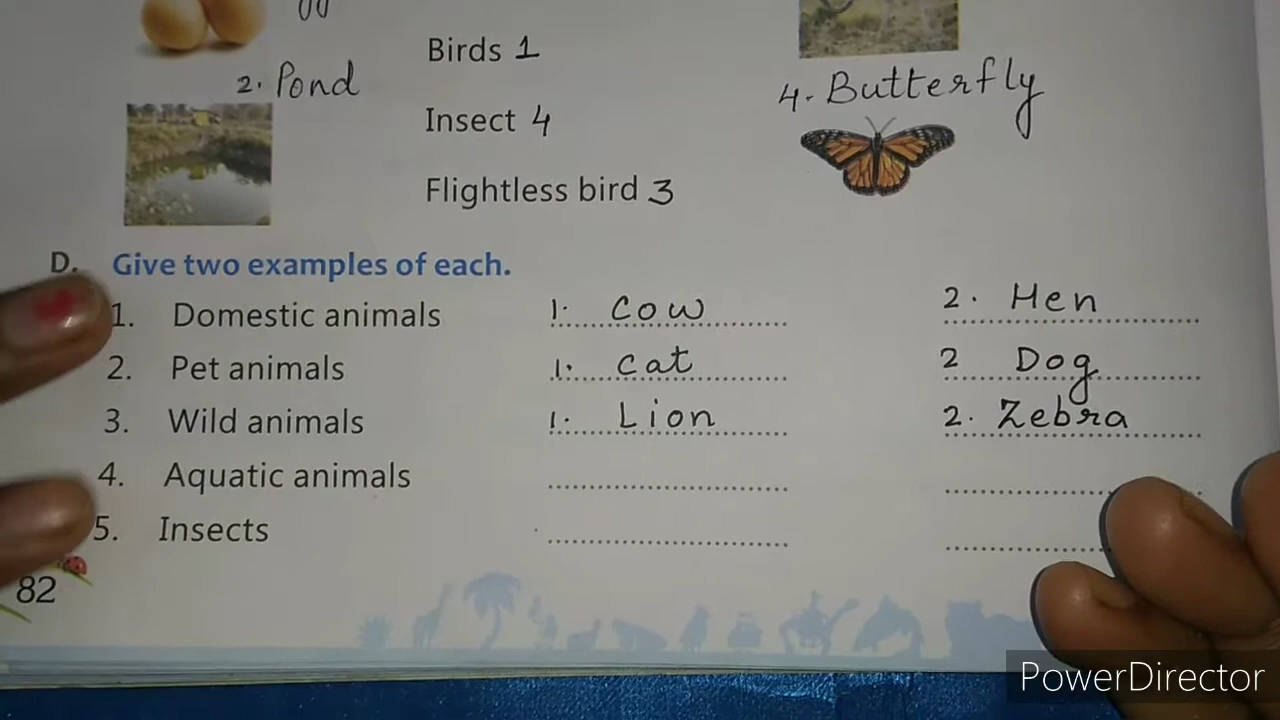 2. Pond
Birds 1
Insect 4
Flightless bird 3
4. Butterfly
D. Give two examples of each.
1. Domestic animals 1. Cow 2. Hen
2. Pet animals 1. Cat 2 Dog
3. Wild animals 1. Lion 2. Zebra
4. Aquatic animals
5. Insects
82
PowerDirector